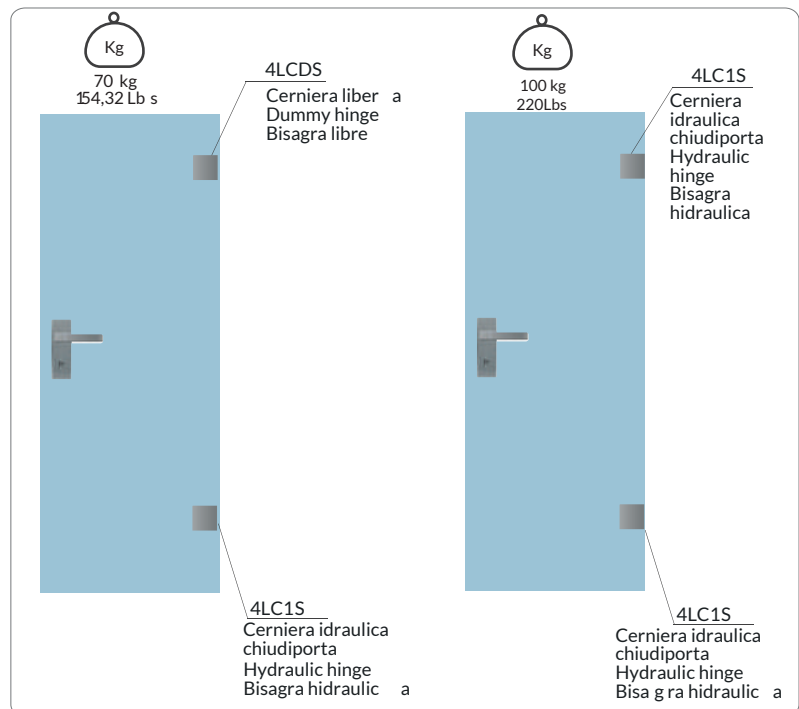 Kg
70 kg
154,32 Lb s
4LCDS
Cerniera liber a
Dummy hinge
Bisagra libre
4LC1S
Cerniera idraulica
chiudiporta
Hydraulic hinge
Bisagra hidraulic a
Kg
100 kg
220Lbs
4LC1S
Cerniera
idraulica
chiudiporta
Hydraulic
hinge
Bisagra
hidraulica
4LC1S
Cerniera idraulica
chiudiporta
Hydraulic hinge
Bisa g ra hidraulic a